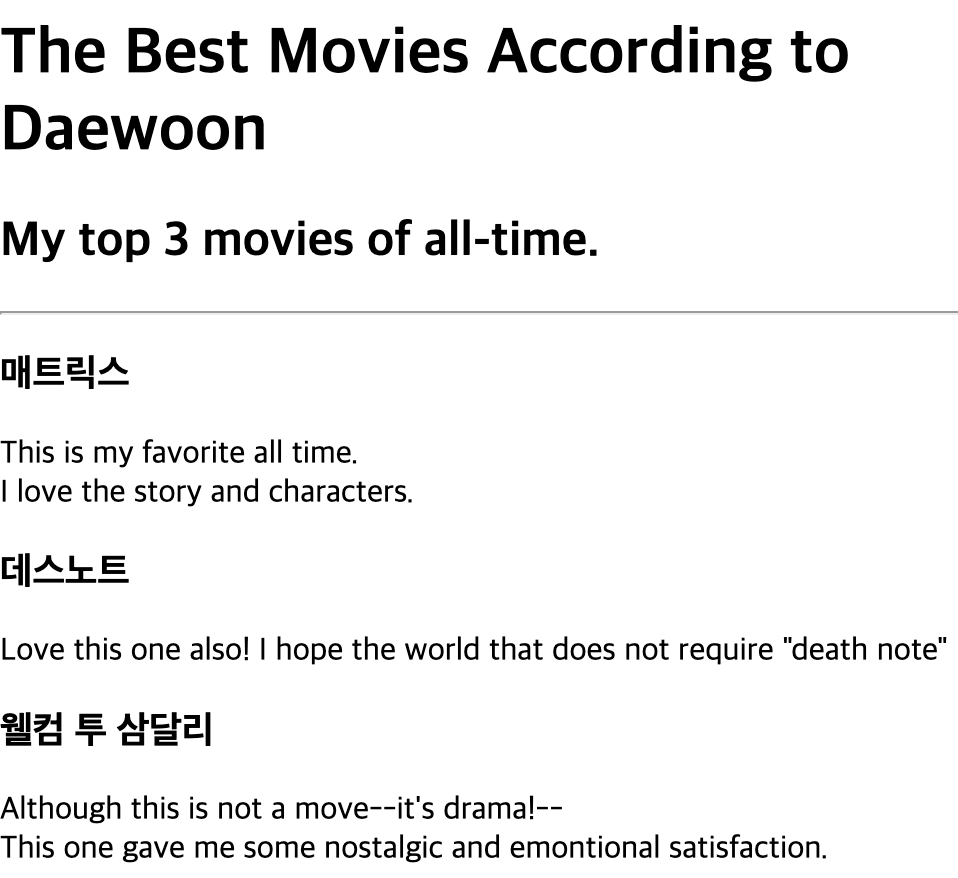 The Best Movies According to
Daewoon
My top 3 movies of all-time.
매트릭스
This is my favorite all time.
I love the story and characters.
데스노트
Love this one also! I hope the world that does not require "death note"
웰컴 투 삼달리
Although this is not a move--it's drama!--
This one gave me some nostalgic and emontional satisfaction.